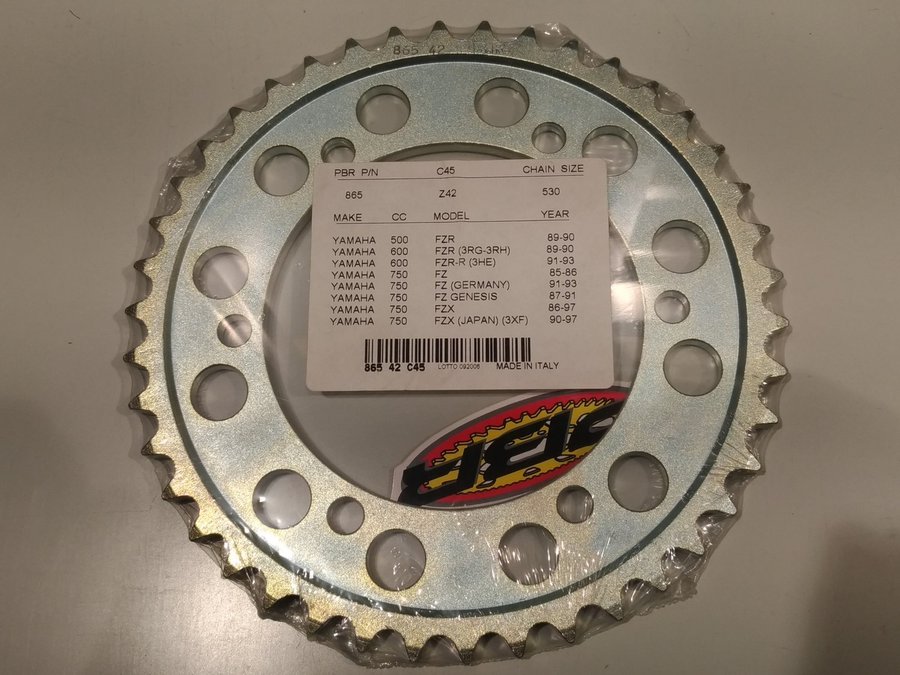 865 42
PBR P/N C45 CHAIN SIZE
865 Z42 530
MAKE CC MODEL YEAR
YAMAHA 500 FZR 89-90
YAMAHA 600 FZR (3RG-3RH) 89-90
YAMAHA 600 FZR-R (3HE) 91-93
YAMAHA 750 FZ 85-86
YAMAHA 750 FZ (GERMANY) 91-93
YAMAHA 750 FZ GENESIS 87-91
YAMAHA 750 FZX 86-97
YAMAHA 750 FZX (JAPAN) (3XF) 90-97
865 42 C45 LOTTO 092006 MADE IN ITALY
PBR